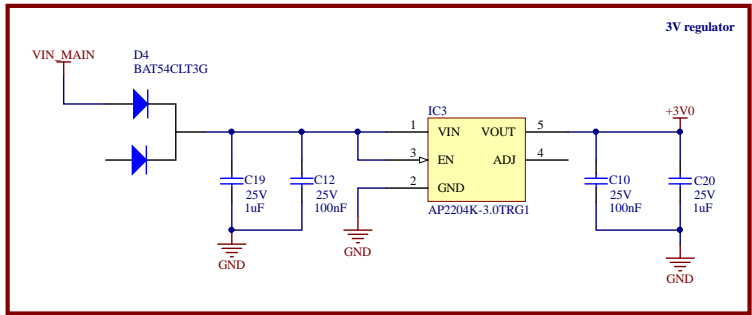 3V regulator
VIN_MAIN
D4
BAT54CLT3G
IC3
+3V0
1 VIN VOUT 5
3 EN ADJ 4
2 GND
AP2204K-3.0TRG1
C19
25V
1uF
C12
25V
100nF
C10
25V
100nF
C20
25V
1uF
GND
GND
GND